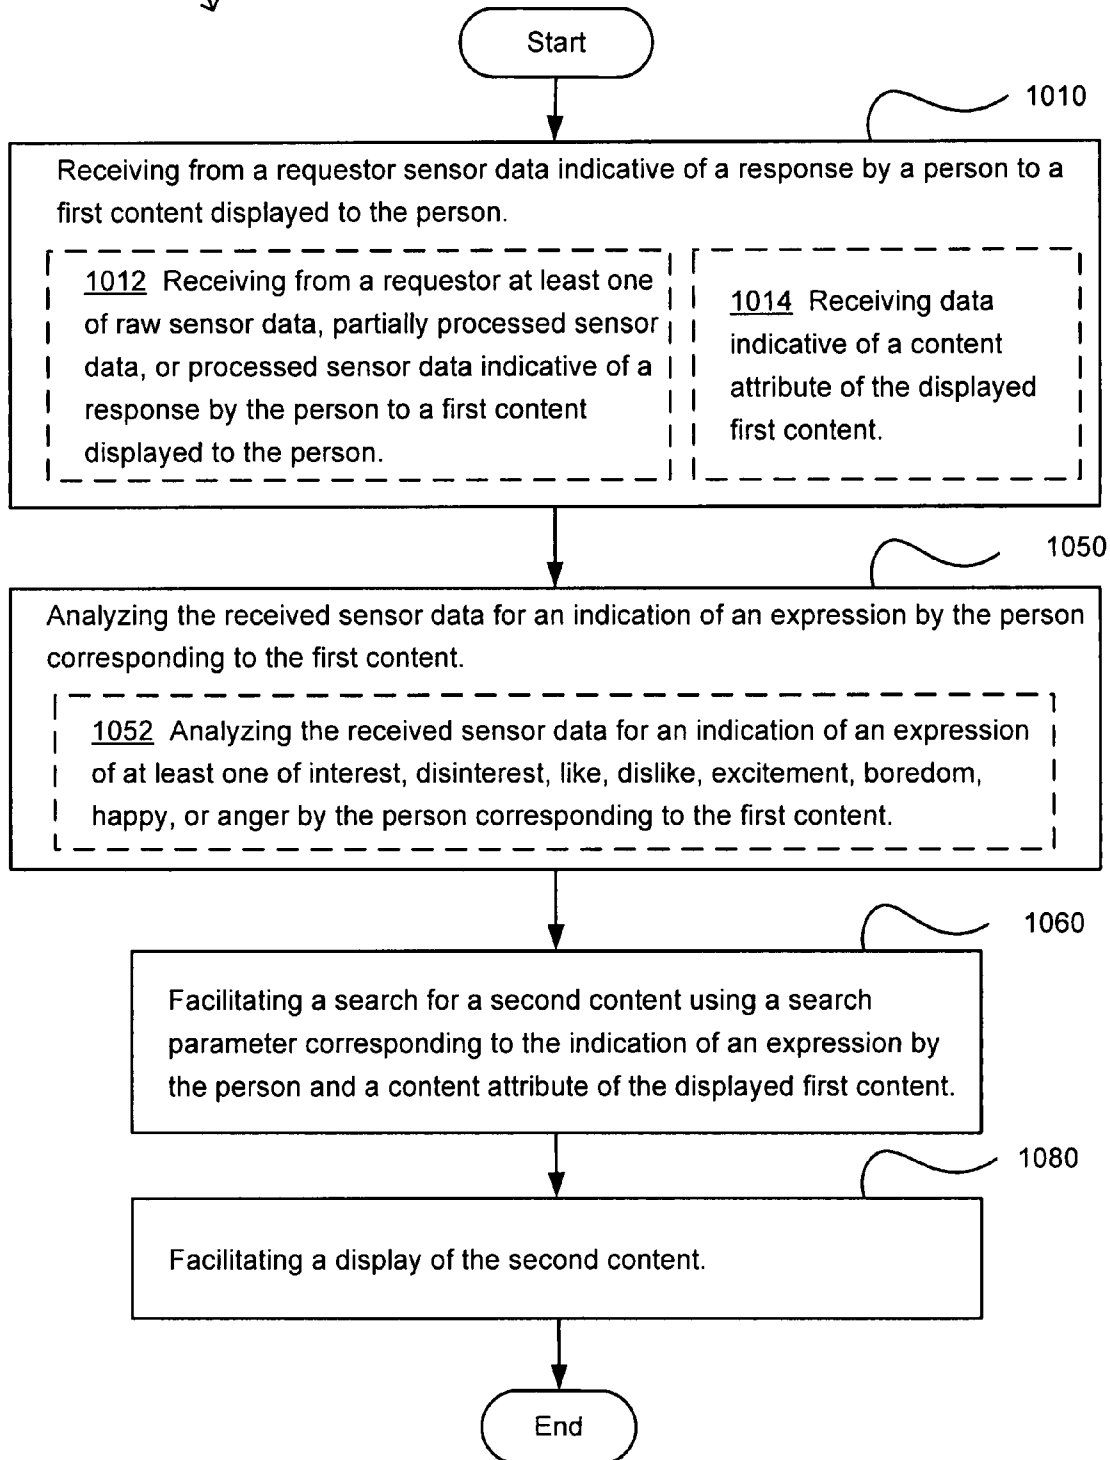 Start
1010
Receiving from a requestor sensor data indicative of a response by a person to a
first content displayed to the person.
1012 Receiving from a requestor at least one
of raw sensor data, partially processed sensor
data, or processed sensor data indicative of a
response by the person to a first content
displayed to the person.
1014 Receiving data
indicative of a content
attribute of the displayed
first content.
1050
Analyzing the received sensor data for an indication of an expression by the person
corresponding to the first content.
1052 Analyzing the received sensor data for an indication of an expression
of at least one of interest, disinterest, like, dislike, excitement, boredom,
happy, or anger by the person corresponding to the first content.
1060
Facilitating a search for a second content using a search
parameter corresponding to the indication of an expression by
the person and a content attribute of the displayed first content.
1080
Facilitating a display of the second content.
End